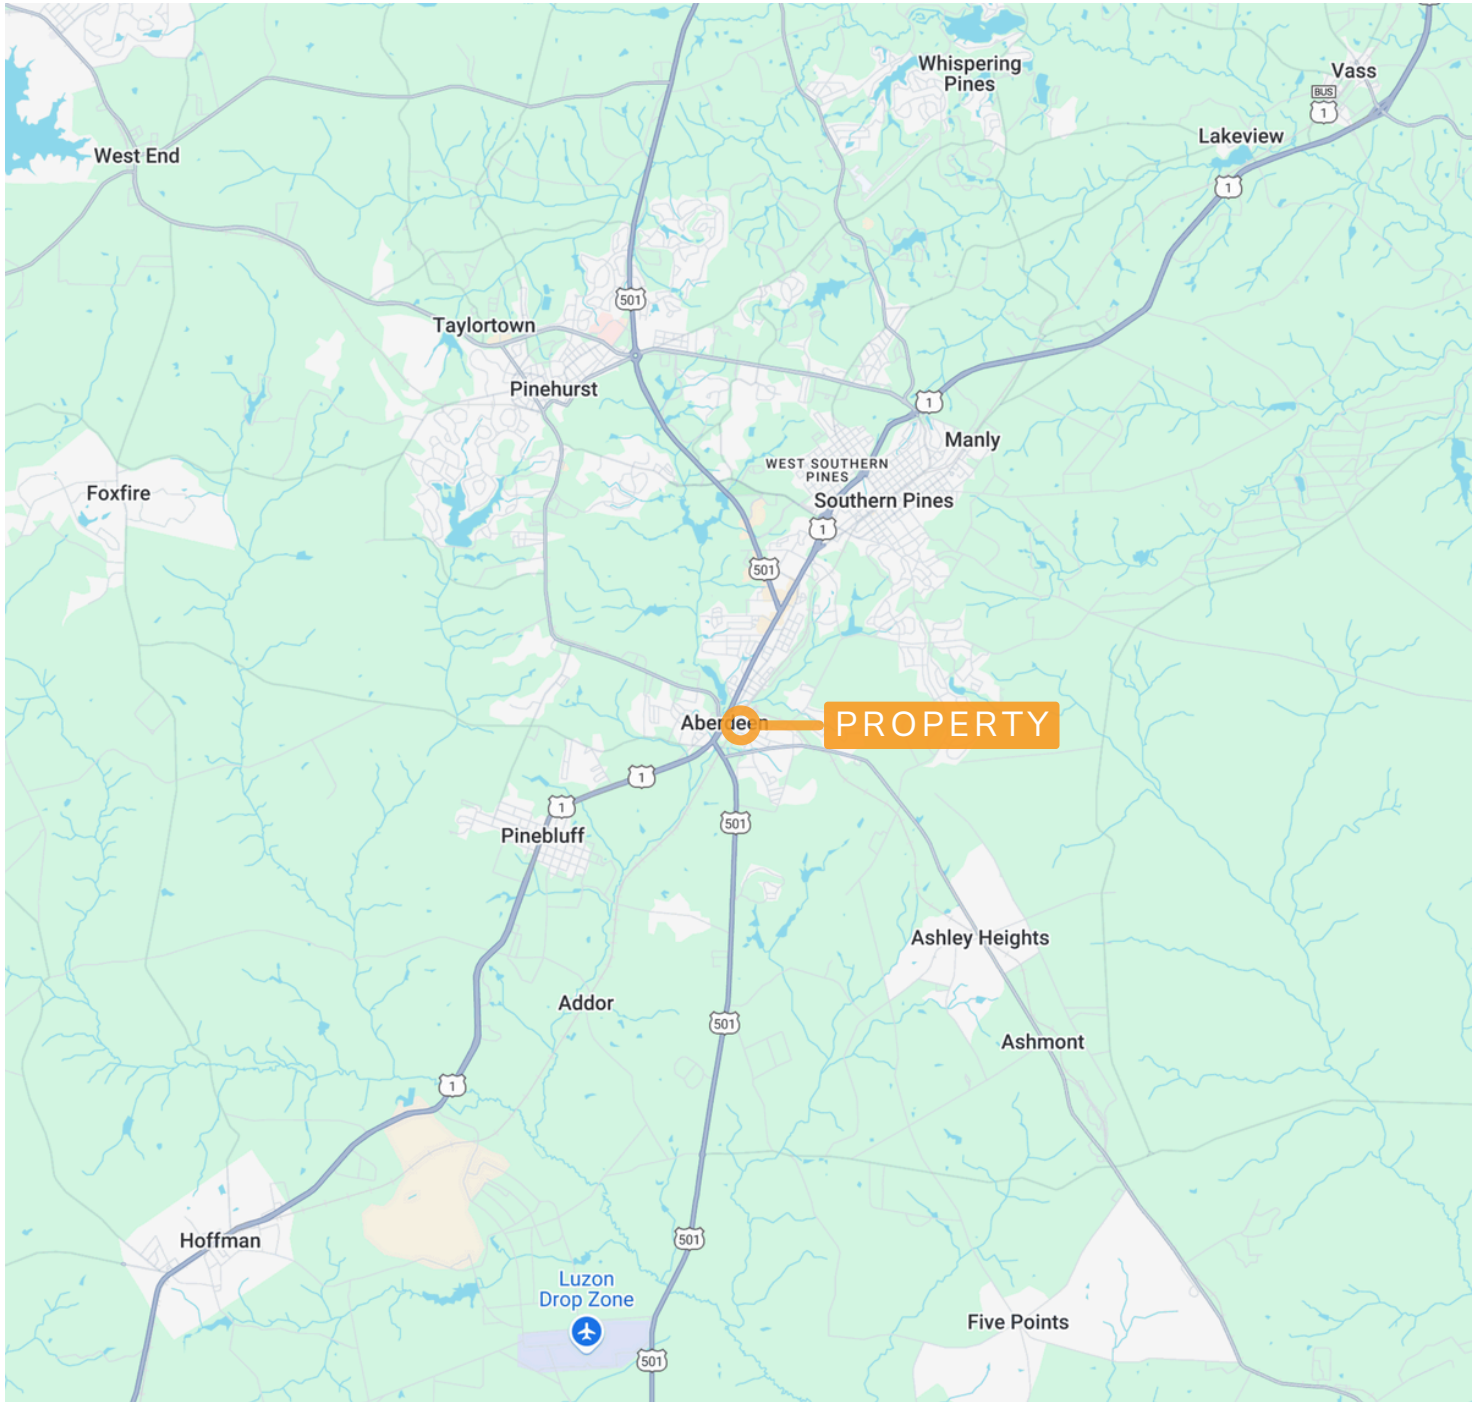 Whispering
Pines
Vass
BUS
1
Lakeview
West End
1
501
Taylortown
Pinehurst
1
Manly
WEST SOUTHERN
PINES
Foxfire
Southern Pines
1
501
Aberdeen
PROPERTY
1
1
501
Pinebluff
Ashley Heights
Addor
501
Ashmont
1
Hoffman
501
Luzon
Drop Zone
Five Points
501